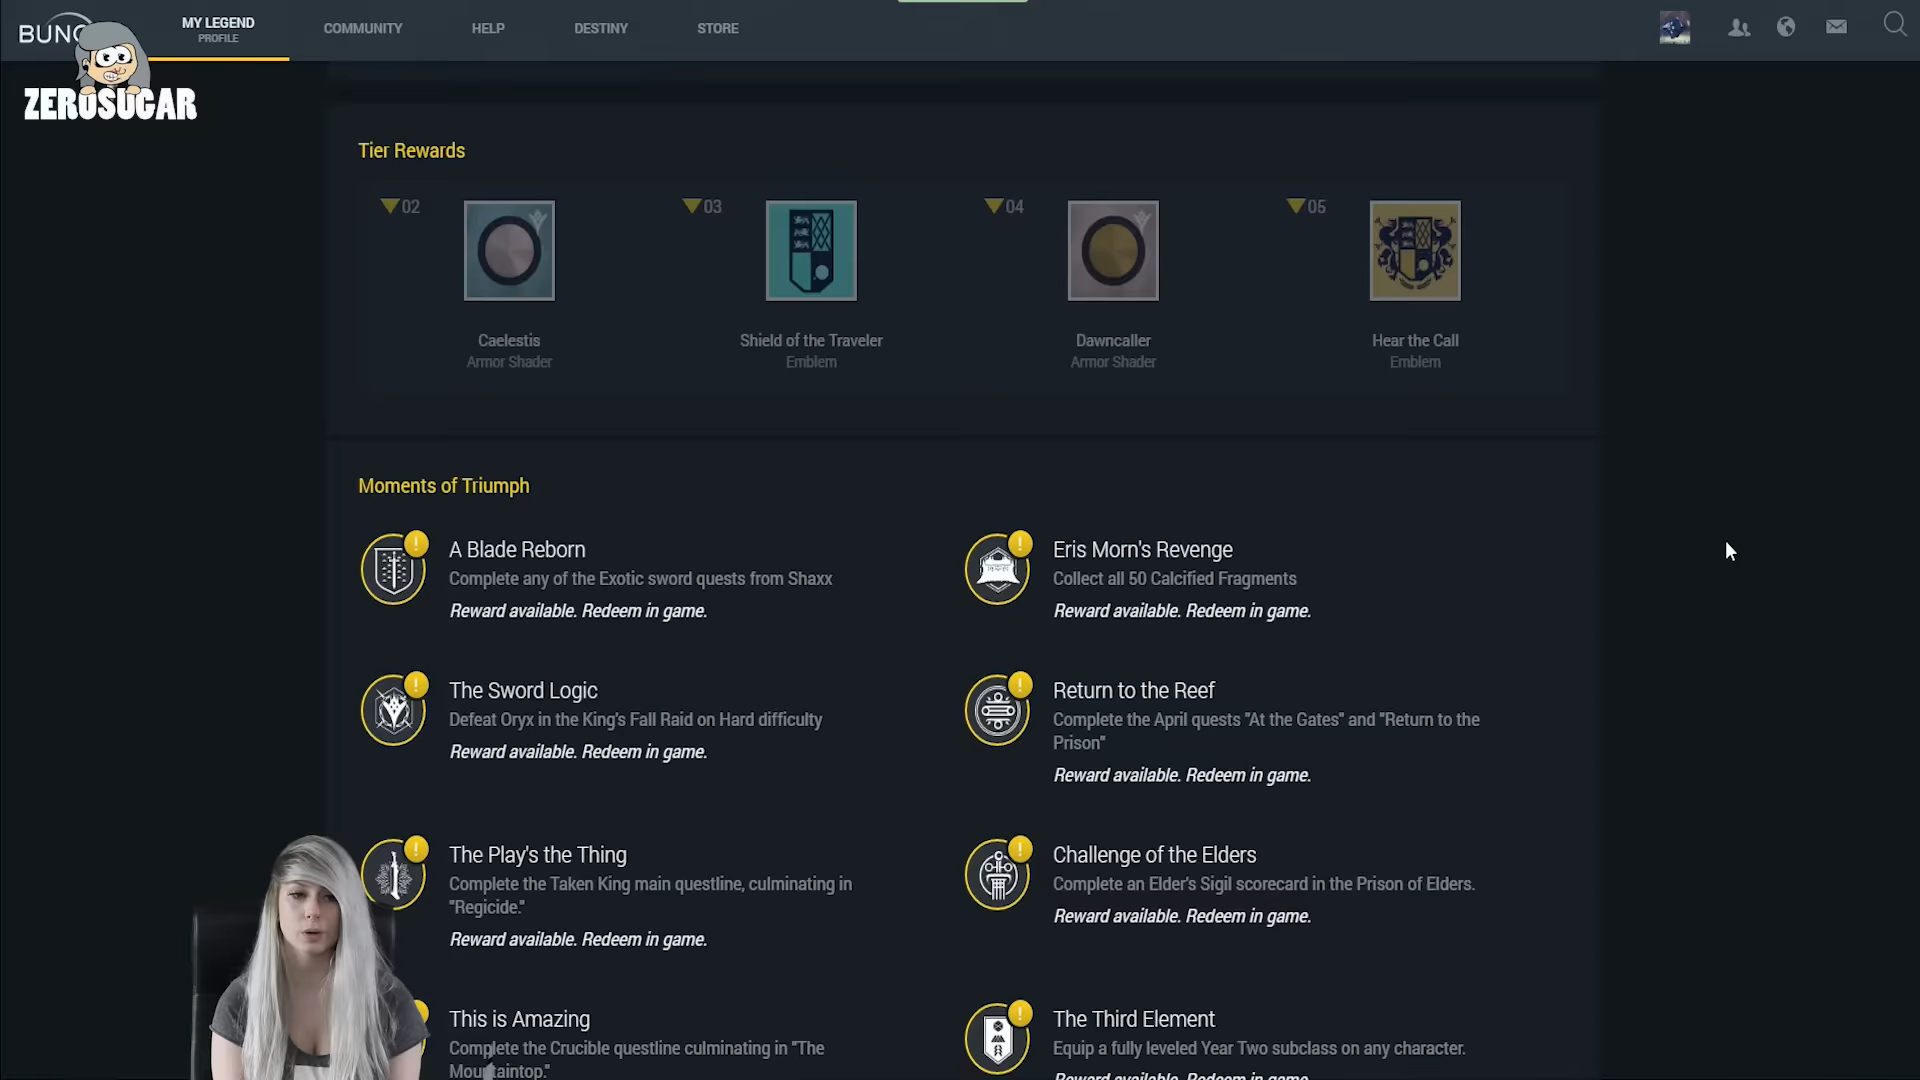 BUNG
MY LEGEND
PROFILE
COMMUNITY
HELP
DESTINY
STORE
ZEROSUGAR
Tier Rewards
02
03
04
05
Caelestis
Armor Shader
Shield of the Traveler
Emblem
Dawncaller
Armor Shader
Hear the Call
Emblem
Moments of Triumph
A Blade Reborn
Complete any of the Exotic sword quests from Shaxx
Reward available. Redeem in game.
Eris Morn's Revenge
Collect all 50 Calcified Fragments
Reward available. Redeem in game.
The Sword Logic
Defeat Oryx in the King's Fall Raid on Hard difficulty
Reward available. Redeem in game.
Return to the Reef
Complete the April quests "At the Gates" and "Return to the
Prison"
Reward available. Redeem in game.
The Play's the Thing
Complete the Taken King main questline, culminating in
"Regicide."
Reward available. Redeem in game.
Challenge of the Elders
Complete an Elder's Sigil scorecard in the Prison of Elders.
Reward available. Redeem in game.
This is Amazing
Complete the Crucible questline culminating in "The
Mountaintop."
The Third Element
Equip a fully leveled Year Two subclass on any character.
Reward available. Redeem in game.